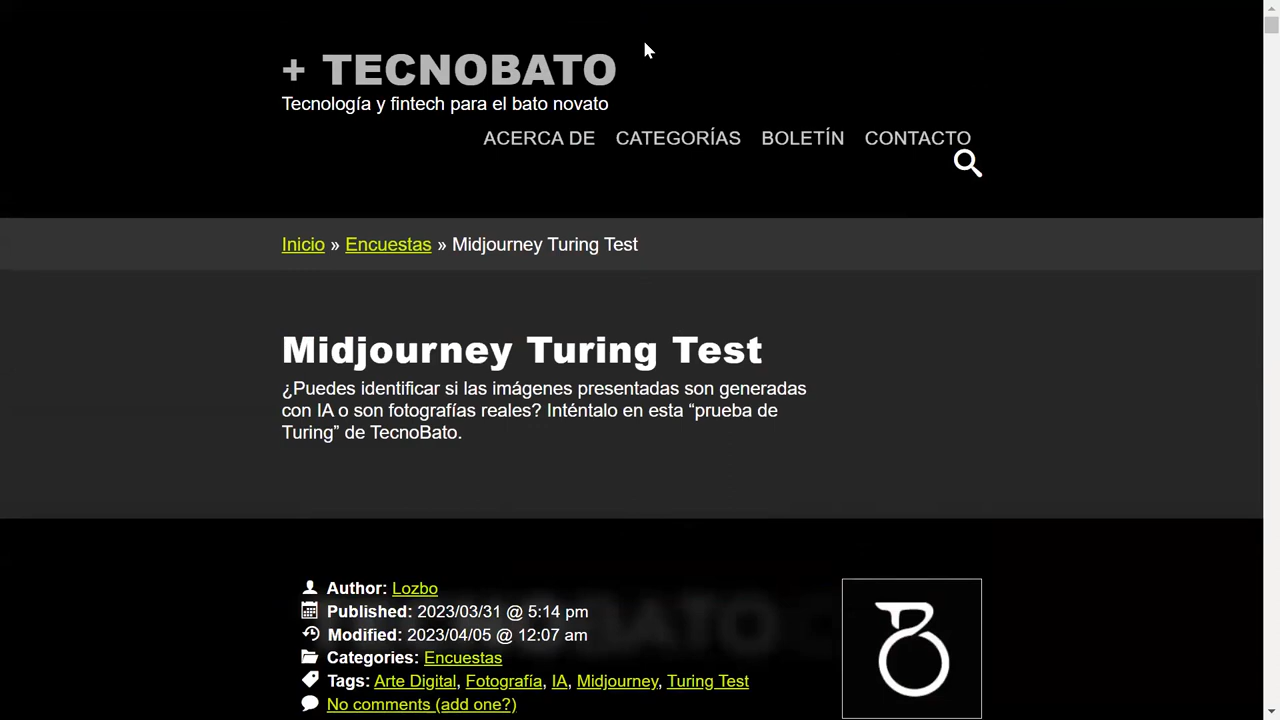 + TECNOBATO
Tecnología y fintech para el bato novato
ACERCA DE CATEGORÍAS BOLETÍN CONTACTO
Inicio » Encuestas » Midjourney Turing Test
Midjourney Turing Test
¿Puedes identificar si las imágenes presentadas son generadas
con IA o son fotografías reales? Inténtalo en esta “prueba de
Turing” de TecnoBato.
Author: Lozbo
Published: 2023/03/31 @ 5:14 pm
Modified: 2023/04/05 @ 12:07 am
Categories: Encuestas
Tags: Arte Digital, Fotografía, IA, Midjourney, Turing Test
No comments (add one?)